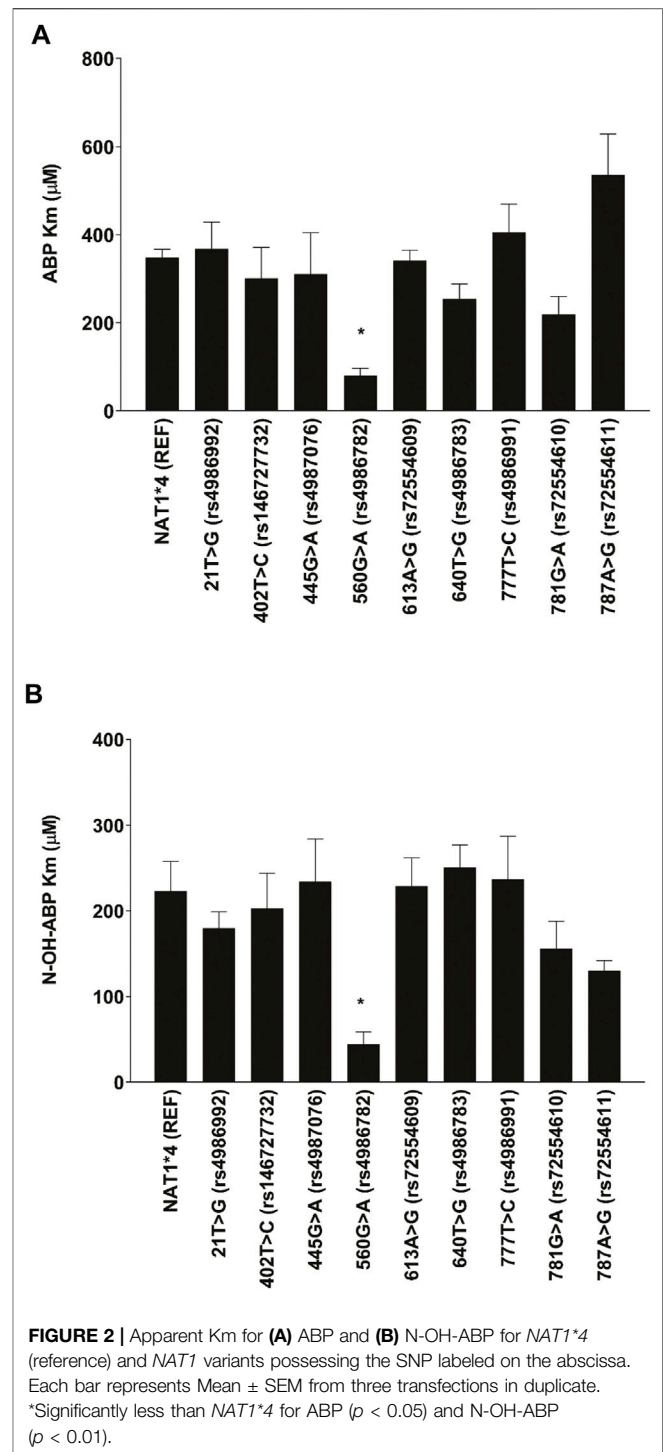 A
800
600
400
200
0
ABP Km (µM)
*
NAT1*4 (REF)
21T>G (rs4986992)
402T>C (rs146727732)
445G>A (rs4987076)
560G>A (rs4986782)
613A>G (rs72554609)
640T>G (rs4986783)
777T>C (rs4986991)
781G>A (rs72554610)
787A>G (rs72554611)
B
400
300
200
100
0
N-OH-ABP Km (µM)
*
NAT1*4 (REF)
21T>G (rs4986992)
402T>C (rs146727732)
445G>A (rs4987076)
560G>A (rs4986782)
613A>G (rs72554609)
640T>G (rs4986783)
777T>C (rs4986991)
781G>A (rs72554610)
787A>G (rs72554611)
FIGURE 2 | Apparent Km for (A) ABP and (B) N-OH-ABP for NAT1*4
(reference) and NAT1 variants possessing the SNP labeled on the abscissa.
Each bar represents Mean ± SEM from three transfections in duplicate.
*Significantly less than NAT1*4 for ABP (p < 0.05) and N-OH-ABP
(p < 0.01).